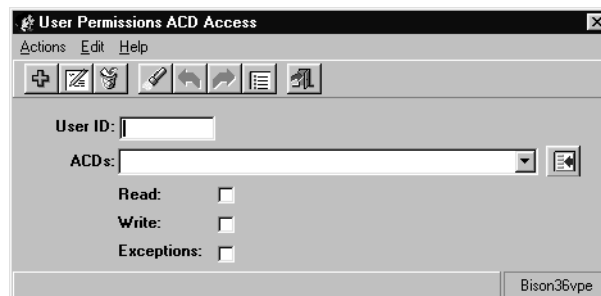 User Permissions ACD Access
Actions Edit Help
User ID:
ACDs:
Read:
Write:
Exceptions:
Bison36vpe